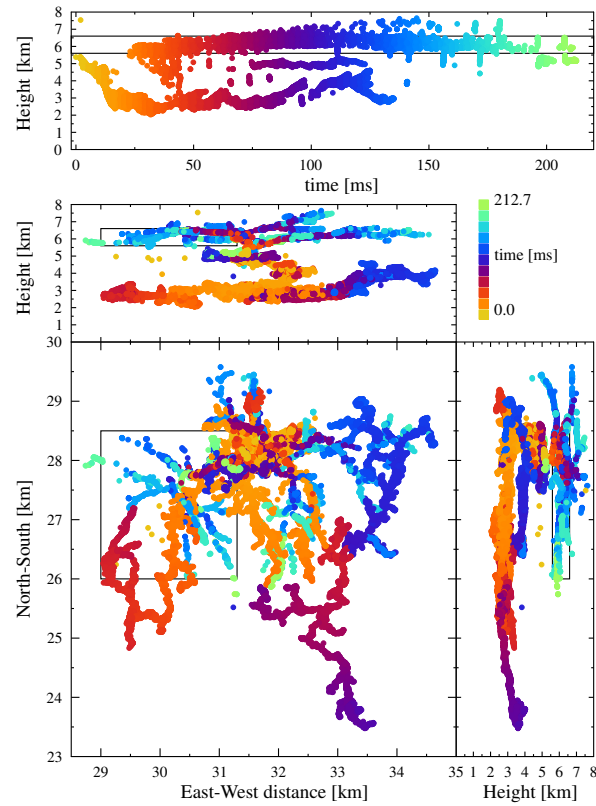 8
7
6
5
4
3
2
1
0
Height [km]
0 50 100 150 200
time [ms]
8
7
6
5
4
3
2
1
Height [km]
212.7
time [ms]
0.0
30
29
28
27
26
25
24
23
North-South [km]
29 30 31 32 33 34 35
East-West distance [km]
1 2 3 4 5 6 7 8
Height [km]